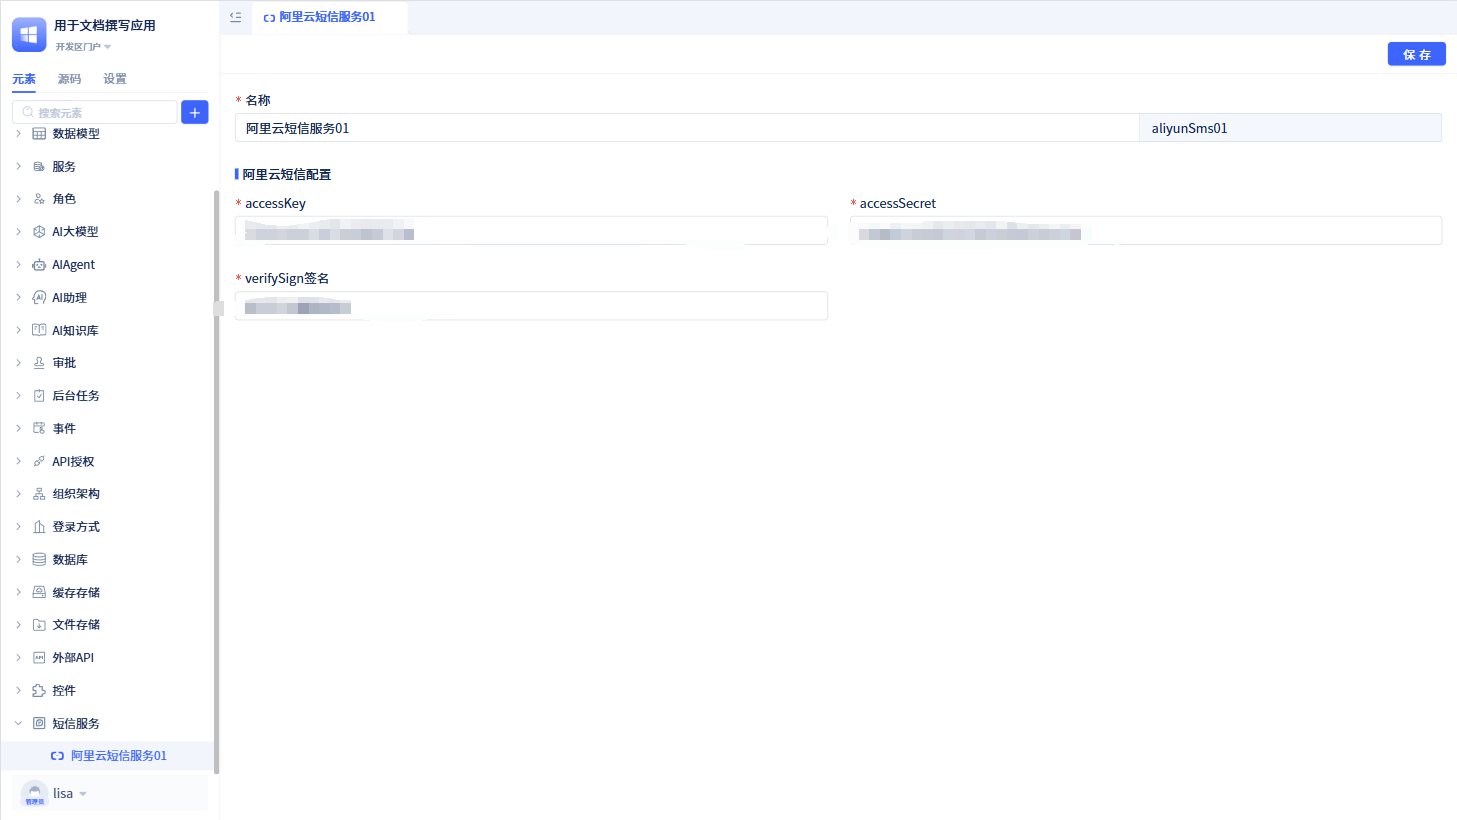 用于文档撰写应用
开发区门户
元素 源码 设置
搜索元素
数据模型
服务
角色
AI大模型
AIAgent
AI助理
AI知识库
审批
后台任务
事件
API授权
组织架构
登录方式
数据库
缓存存储
文件存储
外部API
控件
短信服务
阿里云短信服务01
管理员
lisa
阿里云短信服务01
保存
* 名称
阿里云短信服务01 aliyunSms01
阿里云短信配置
* accessKey * accessSecret
* verifySign签名